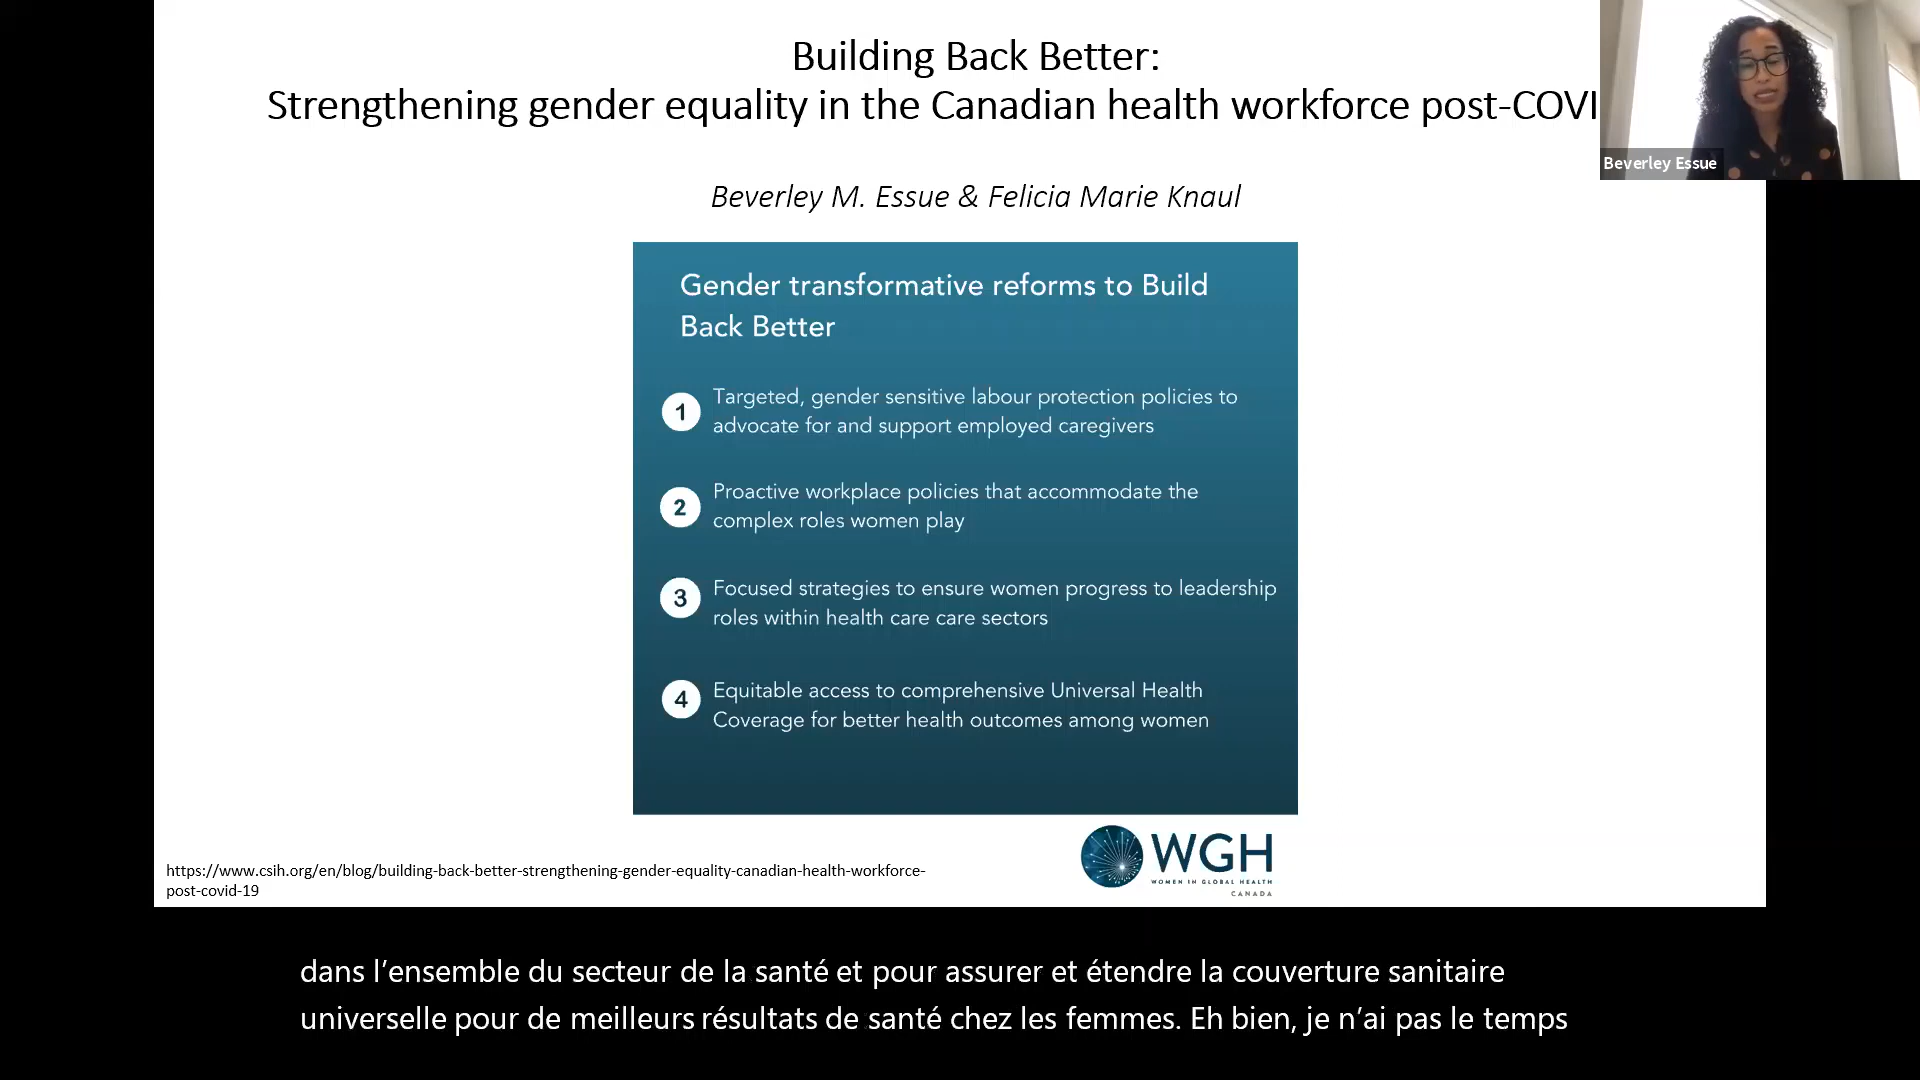 Building Back Better:
Strengthening gender equality in the Canadian health workforce post-COVI
Beverley Essue
Beverley M. Essue & Felicia Marie Knaul
Gender transformative reforms to Build
Back Better
1 Targeted, gender sensitive labour protection policies to
advocate for and support employed caregivers
2 Proactive workplace policies that accommodate the
complex roles women play
3 Focused strategies to ensure women progress to leadership
roles within health care care sectors
4 Equitable access to comprehensive Universal Health
Coverage for better health outcomes among women
WGH
WOMEN IN GLOBAL HEALTH
CANADA
https://www.csih.org/en/blog/building-back-better-strengthening-gender-equality-canadian-health-workforce-
post-covid-19
dans l’ensemble du secteur de la santé et pour assurer et étendre la couverture sanitaire
universelle pour de meilleurs résultats de santé chez les femmes. Eh bien, je n’ai pas le temps